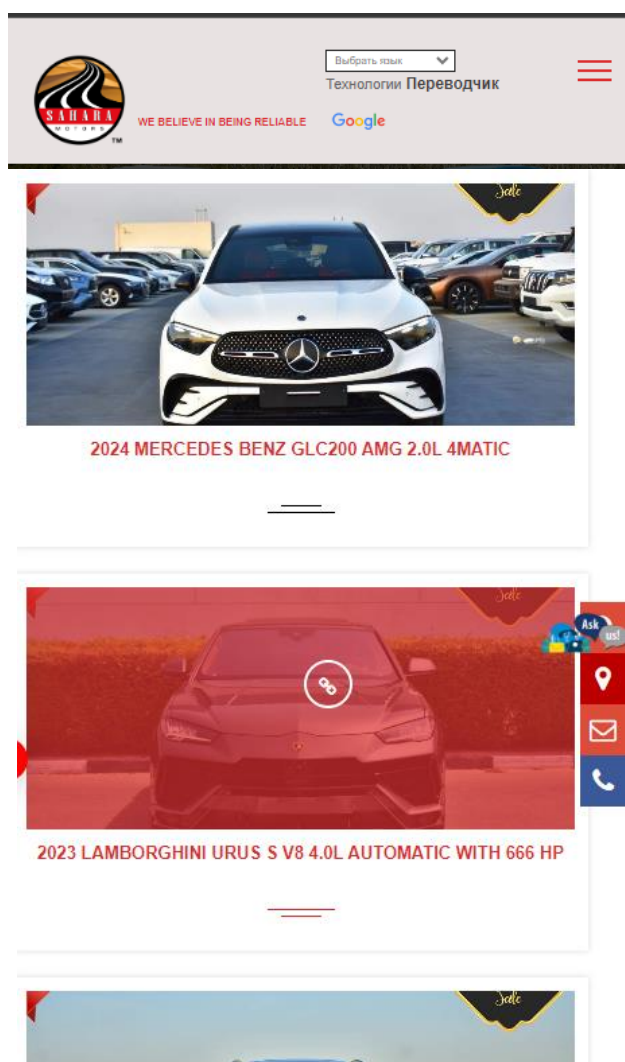 Выбрать язык
Технологии Переводчик
SAHARA
MOTORS
TM
WE BELIEVE IN BEING RELIABLE
Google
Sale
2024 MERCEDES BENZ GLC200 AMG 2.0L 4MATIC
Sale
Ask
us!
2023 LAMBORGHINI URUS S V8 4.0L AUTOMATIC WITH 666 HP
Sale